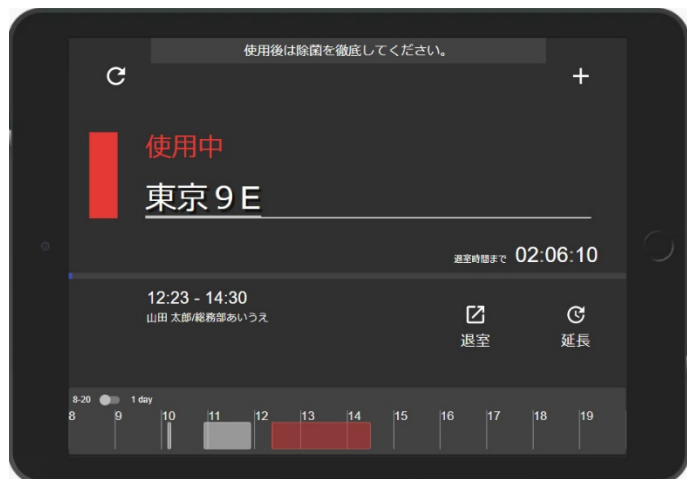 使用後は除菌を徹底してください。
使用中
東京9E
退室時間まで 02:06:10
12:23 - 14:30
山田 太郎/総務部あいうえ
退室 延長
8-20 1 day
8 9 10 11 12 13 14 15 16 17 18 19